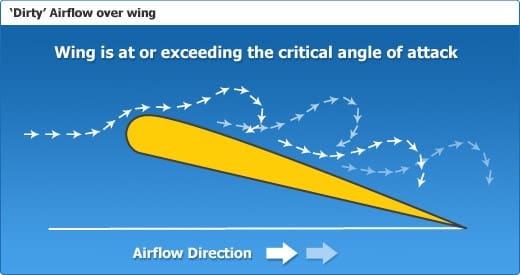 ‘Dirty’ Airflow over wing
Wing is at or exceeding the critical angle of attack
Airflow Direction